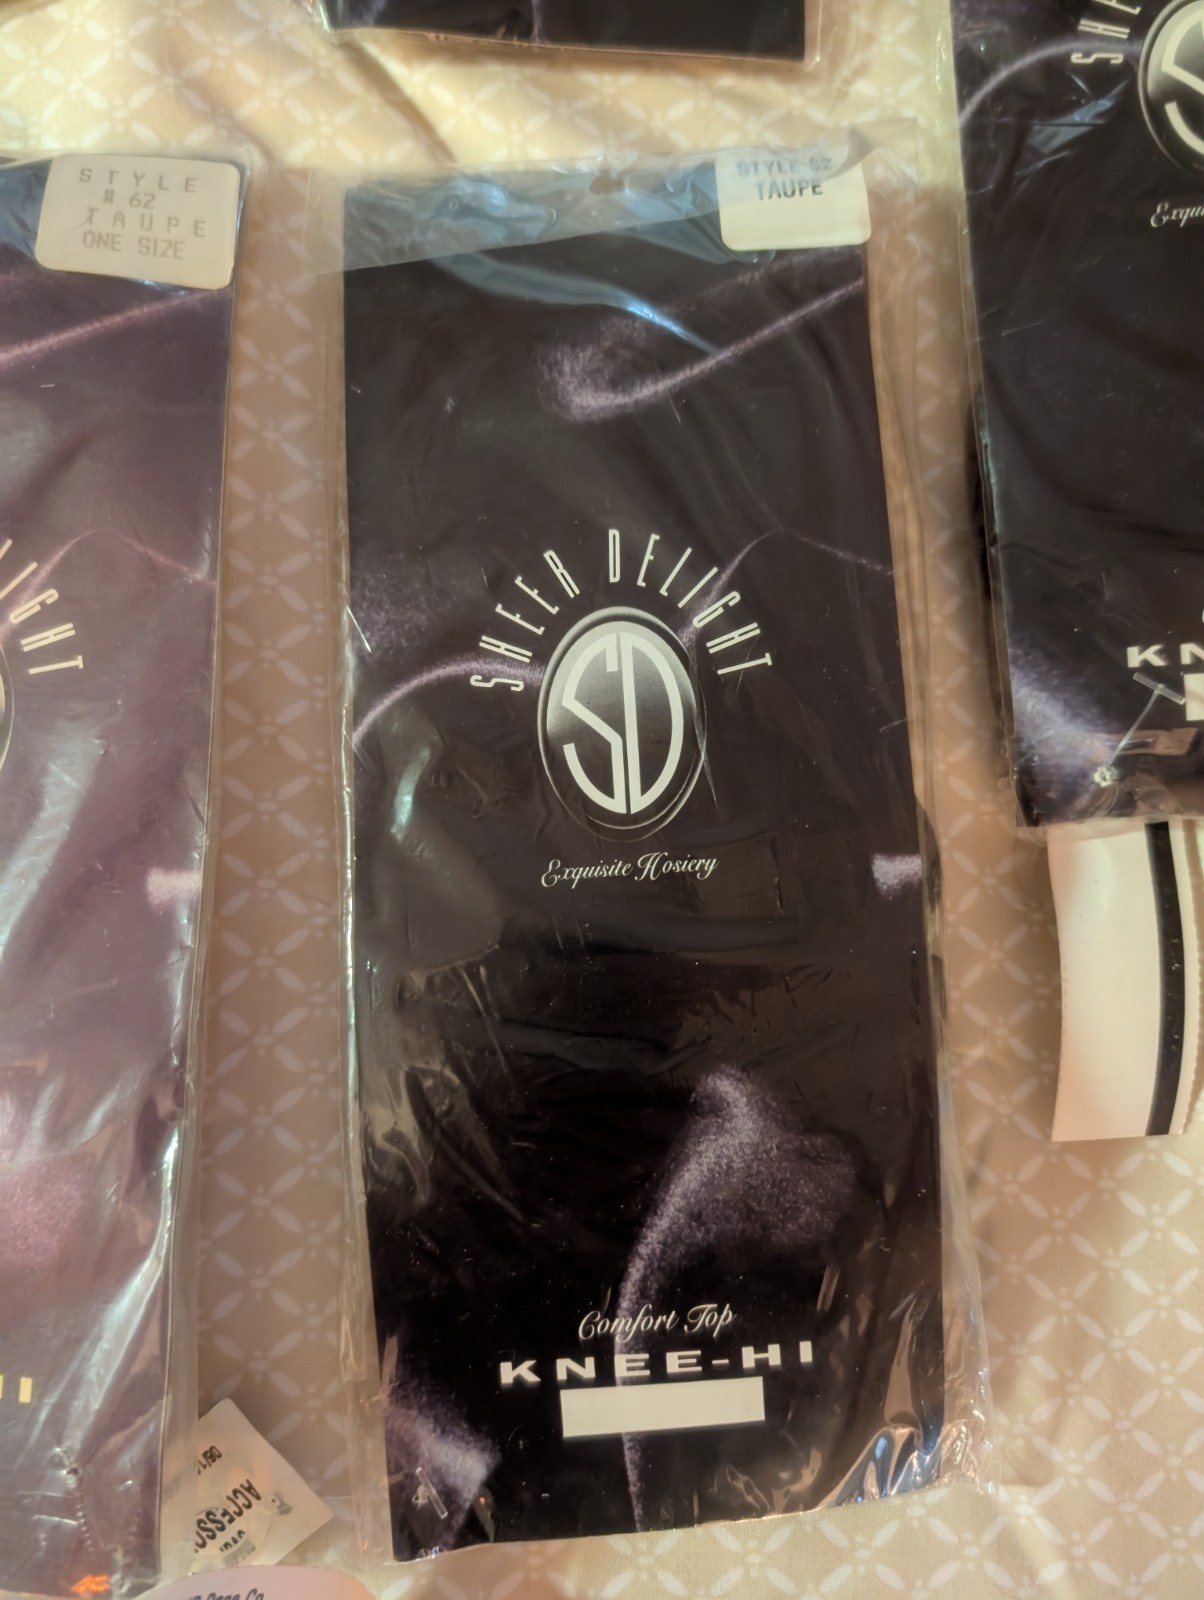 STYLE
# 62
TAUPE
ONE SIZE
STYLE 62
TAUPE
SHEER DELIGHT
SD
Exquisite Hosiery
Comfort Top
KNEE-HI